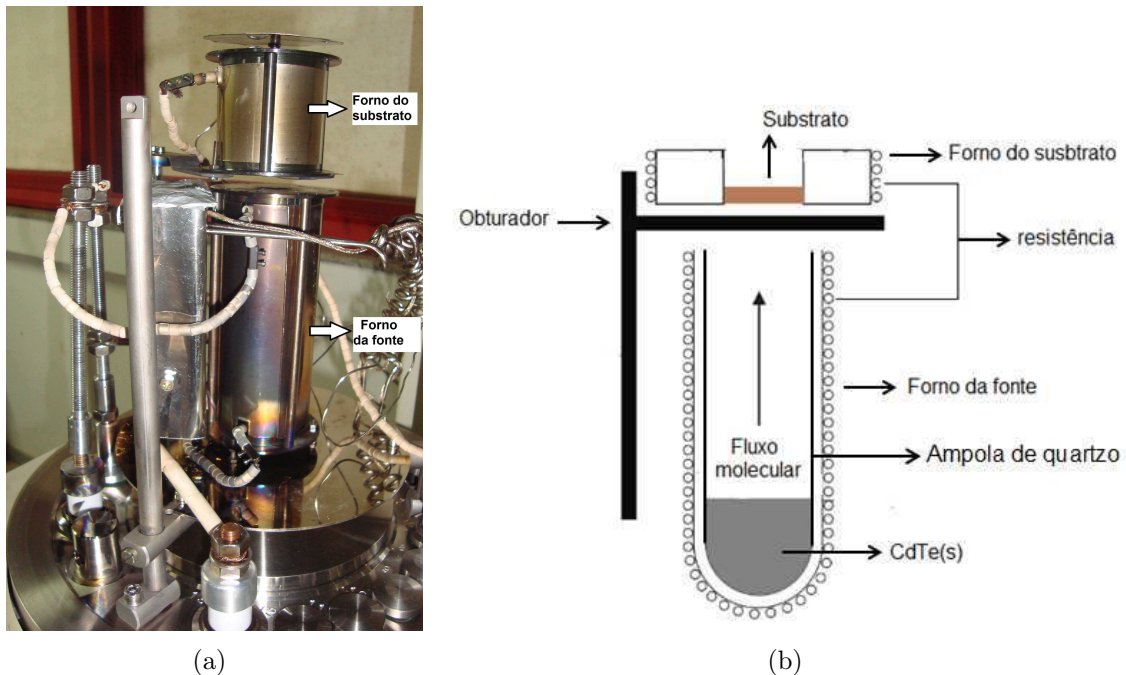 Forno do
substrato
Forno
da fonte
(a)
Substrato
Forno do susbtrato
Obturador
resistência
Forno da fonte
Fluxo
molecular
Ampola de quartzo
CdTe(s)
(b)